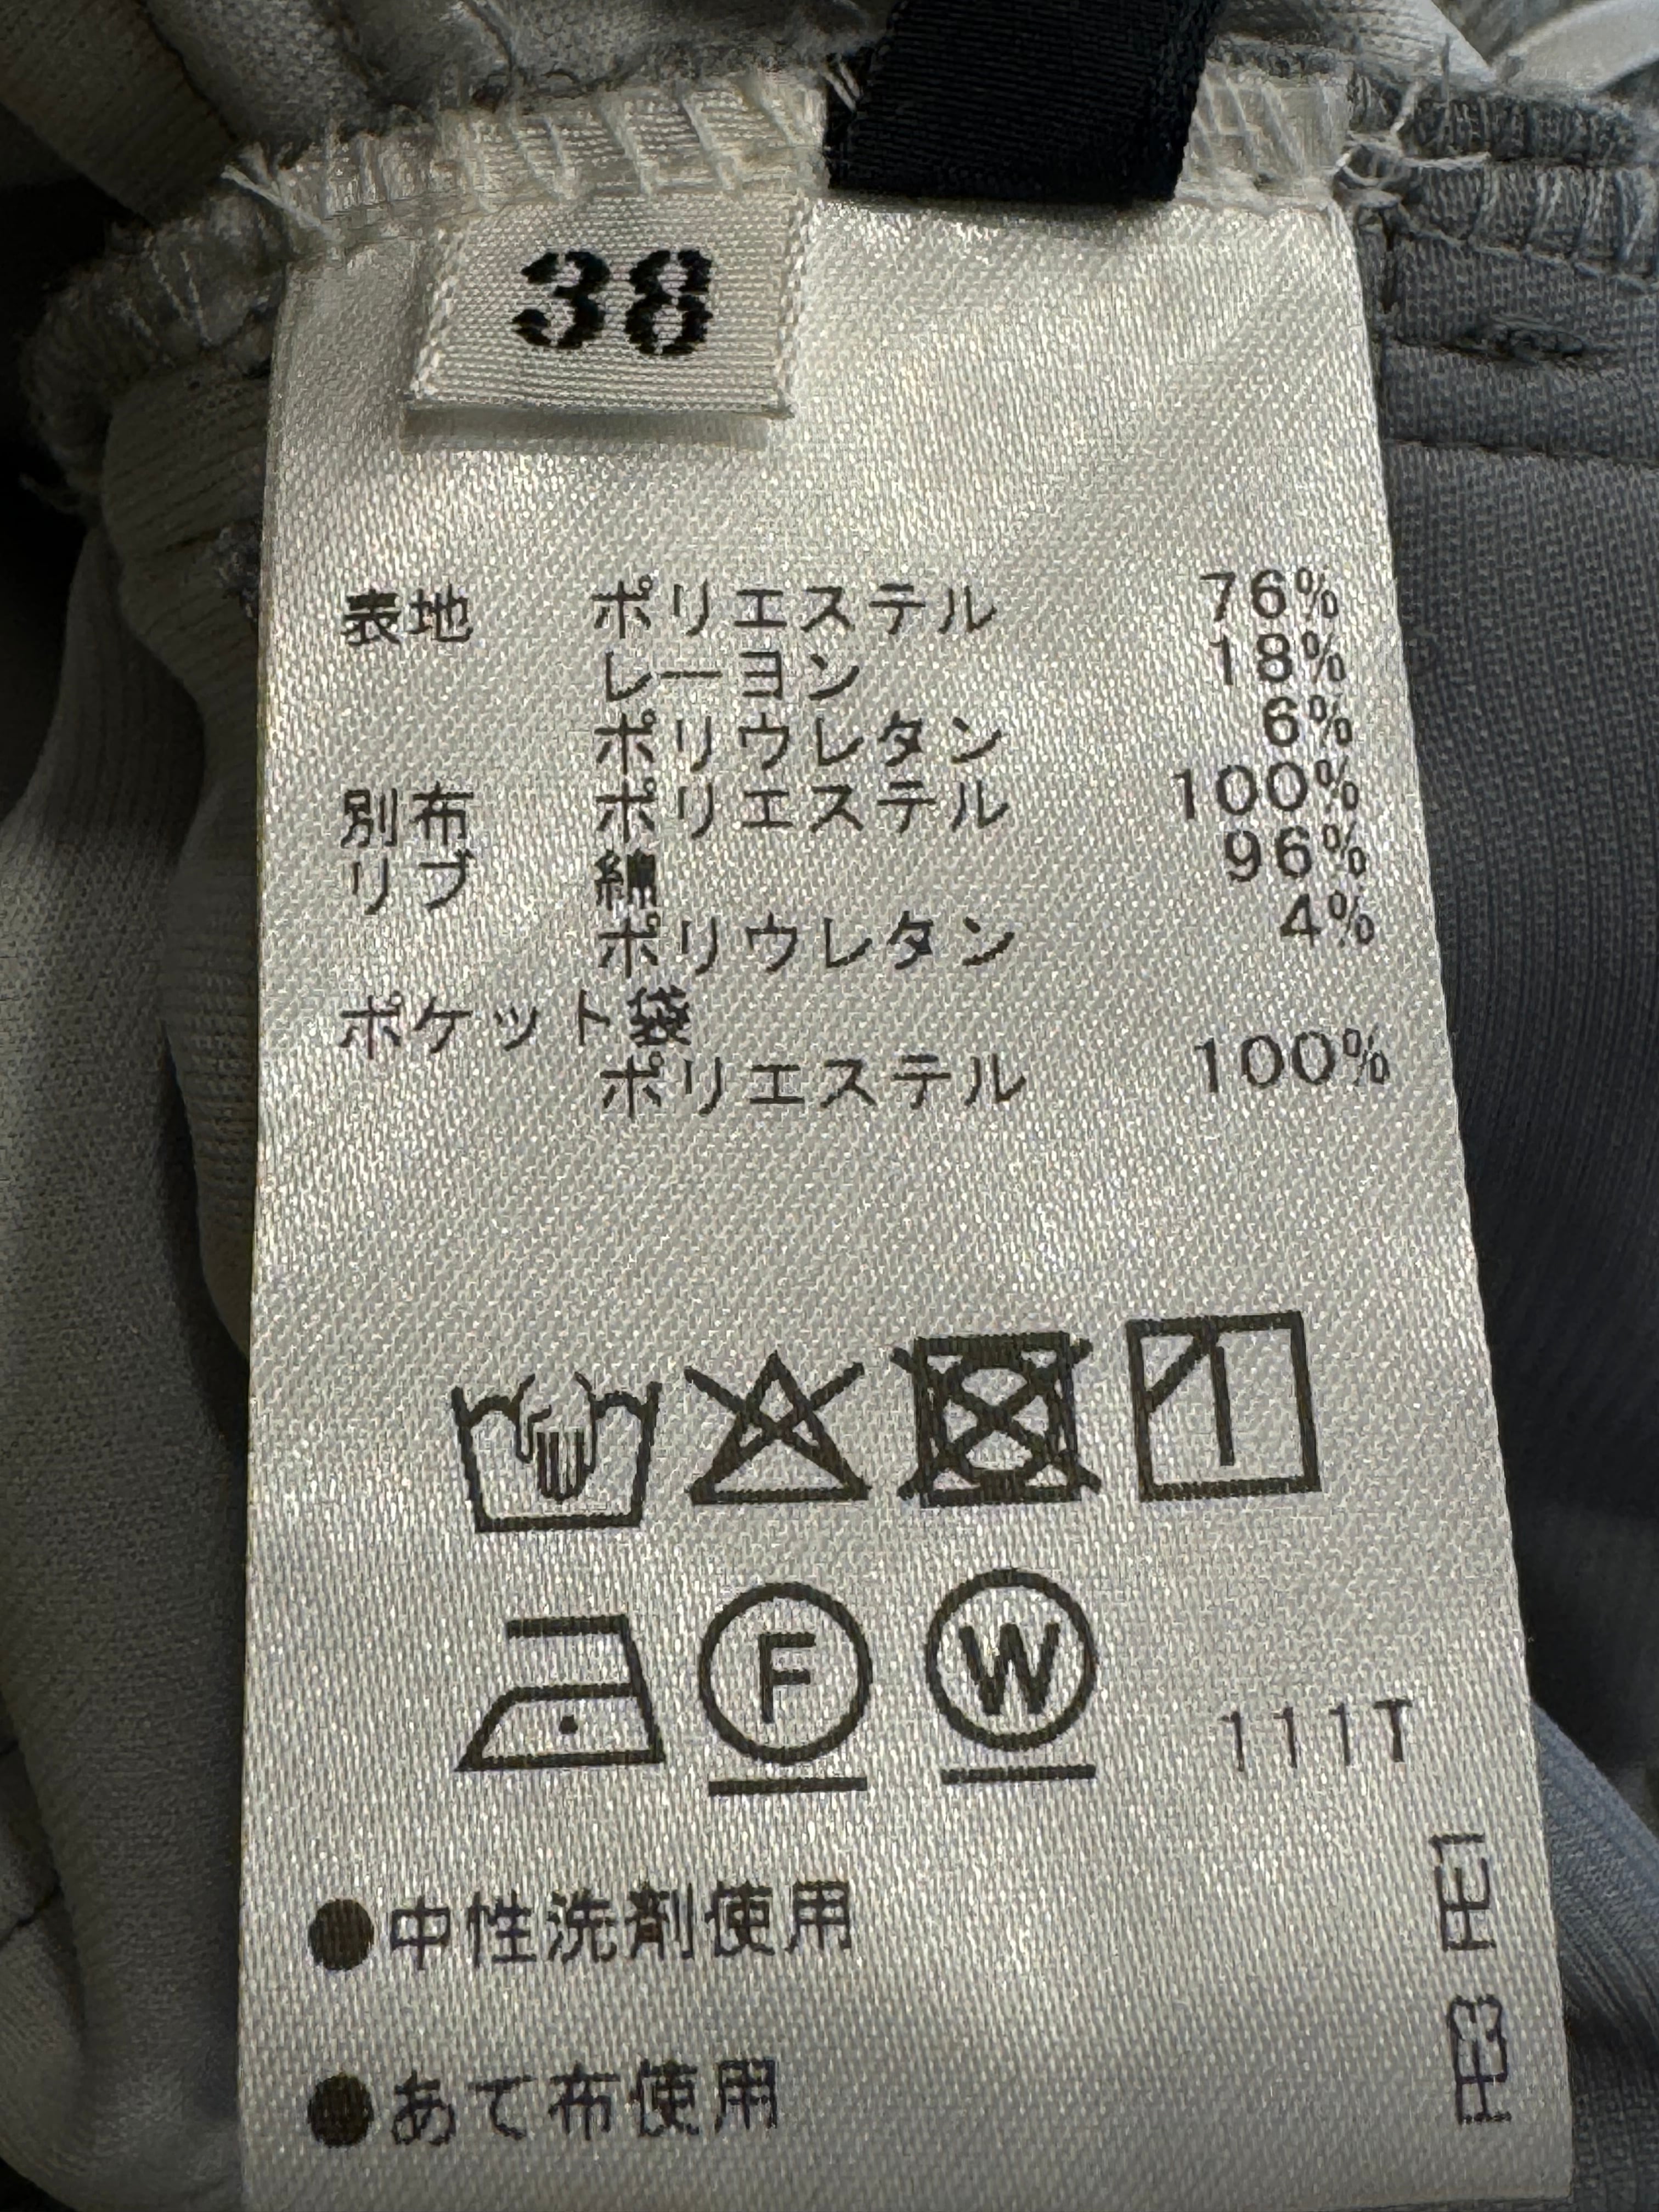 38
表地 ポリエステル 76%
レーヨン 18%
ポリウレタン 6%
別布 ポリエステル 100%
リブ 綿 96%
ポリウレタン 4%
ポケット袋
ポリエステル 100%
F W 111T
●中性洗剤使用
●あて布使用